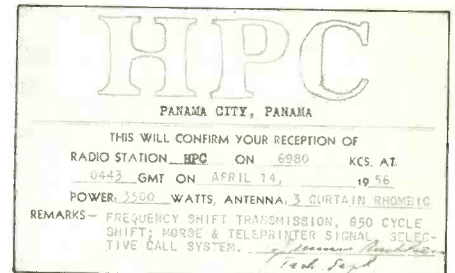 HPC
PANAMA CITY, PANAMA
THIS WILL CONFIRM YOUR RECEPTION OF
RADIO STATION HPC ON 6980 KCS. AT
0443 GMT ON APRIL 14, 1956
POWER: 3500 WATTS, ANTENNA: 3 CURTAIN RHOMBIC
REMARKS— FREQUENCY SHIFT TRANSMISSION, 850 CYCLE
SHIFT; MORSE & TELEPRINTER SIGNAL, SELEC-
TIVE CALL SYSTEM.
Tech Dept